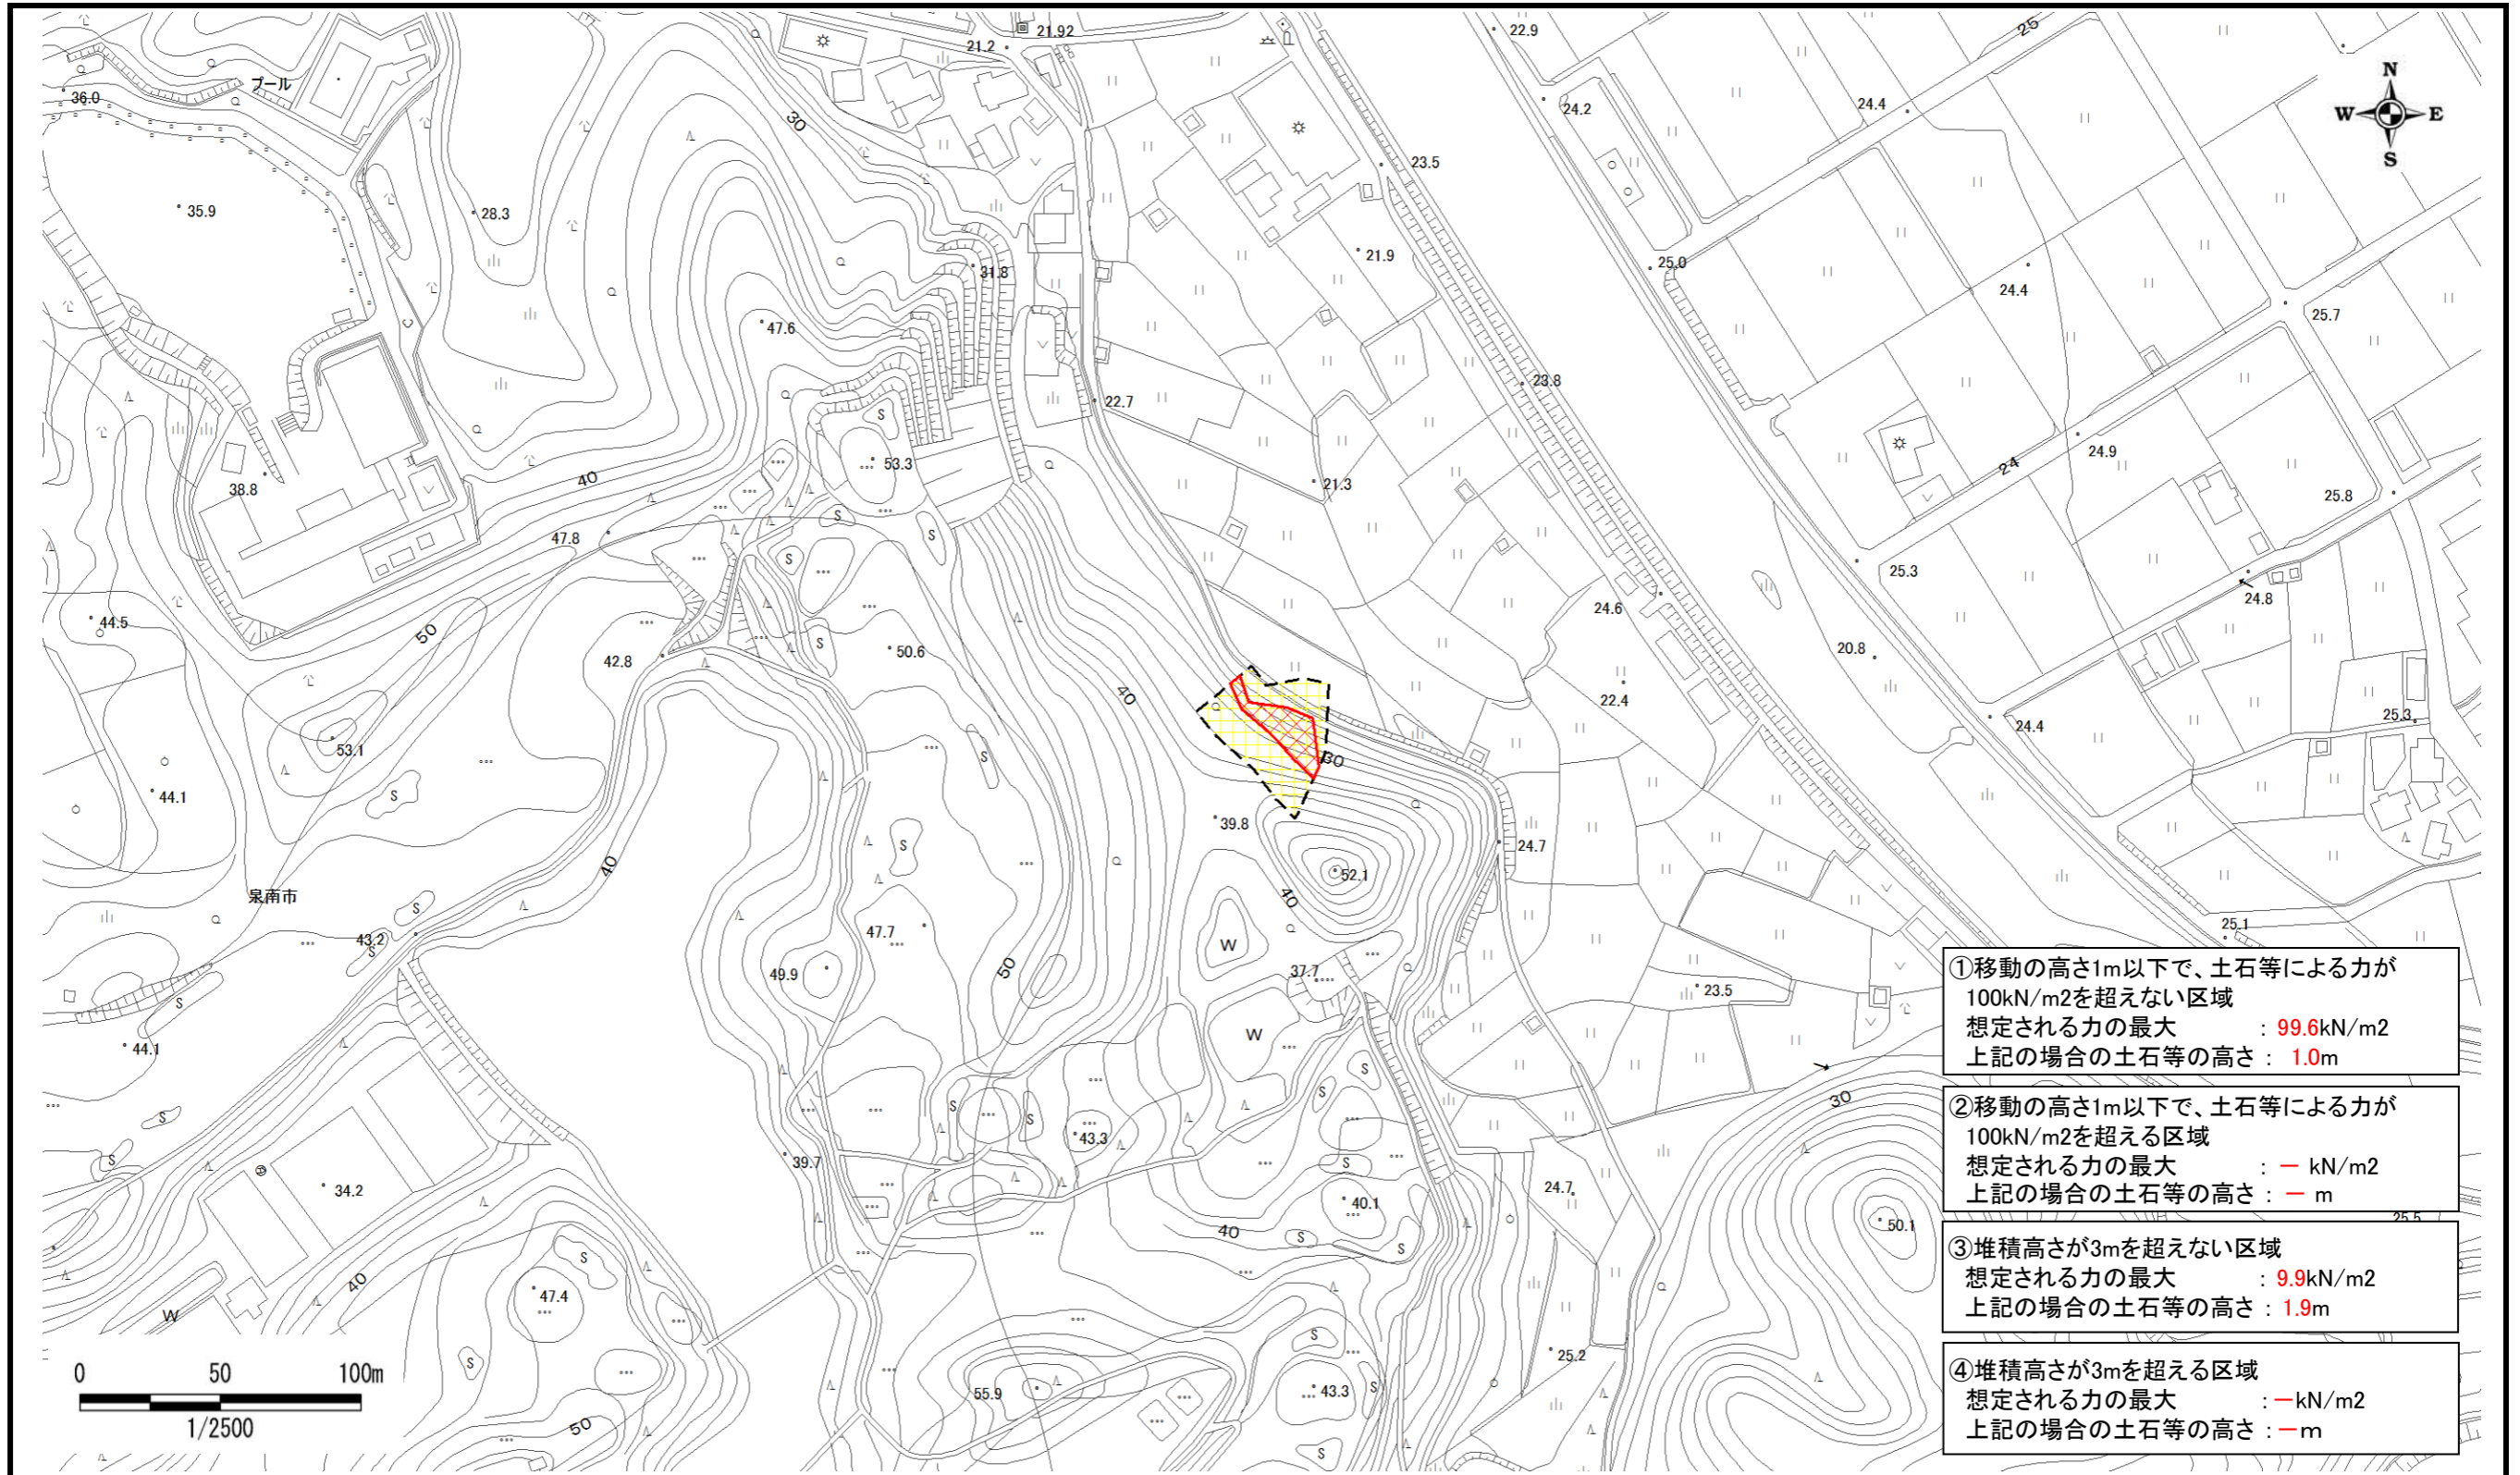 21.92
21.2
22.9
25
N
W
E
S
プール
36.0
24.2
24.4
30
23.5
35.9
28.3
21.9
25.0
31.8
24.4
25.7
47.6
23.8
22.7
S
53.3
24
24.9
40
21.3
38.8
25.8
S
47.8
S
S
25.3
24.8
24.6
44.5
50
S
50.6
42.8
20.8
40
22.4
25.3
24.4
53.1
S
30
44.1
S
39.8
S
24.7
40
52.1
40
泉南市
S
25.1
47.7
W
43.2
S
49.9
50
37.7
23.5
S
W
44.1
S
30
S
S
S
43.3
S
39.7
S
34.2
24.7
40.1
50.1
25.5
40
S
S
S
40
47.4
W
S
S
25.2
55.9
43.3
S
50
S
①移動の高さ1m以下で、土石等による力が
100kN/m2を超えない区域
想定される力の最大 : 99.6kN/m2
上記の場合の土石等の高さ : 1.0m
②移動の高さ1m以下で、土石等による力が
100kN/m2を超える区域
想定される力の最大 : ー kN/m2
上記の場合の土石等の高さ : ー m
③堆積高さが3mを超えない区域
想定される力の最大 : 9.9kN/m2
上記の場合の土石等の高さ : 1.9m
④堆積高さが3mを超える区域
想定される力の最大 : ーkN/m2
上記の場合の土石等の高さ : ーm
0 50 100m
1/2500